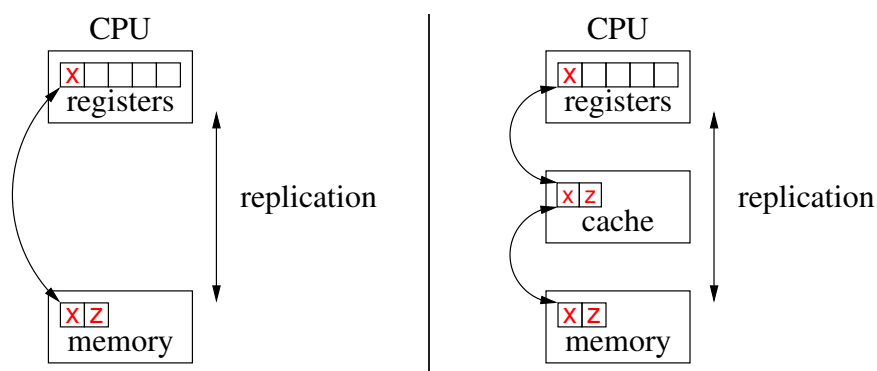 CPU
x
registers
replication
x z
memory
CPU
x
registers
x z
cache
replication
x z
memory